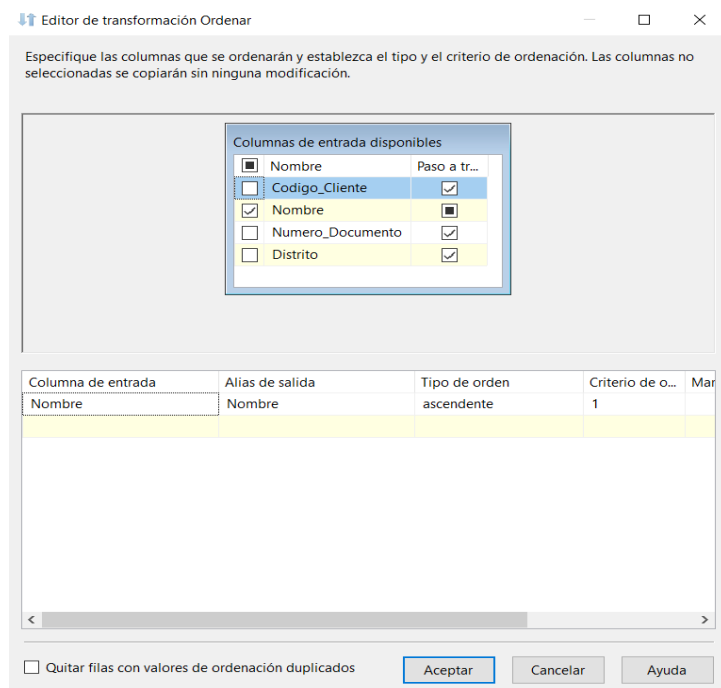 Editor de transformación Ordenar
Especifique las columnas que se ordenarán y establezca el tipo y el criterio de ordenación. Las columnas no
seleccionadas se copiarán sin ninguna modificación.
Columnas de entrada disponibles
Nombre Paso a tr...
Codigo_Cliente
Nombre
Numero_Documento
Distrito
Columna de entrada Alias de salida Tipo de orden Criterio de o... Mar
Nombre Nombre ascendente 1
Quitar filas con valores de ordenación duplicados Aceptar Cancelar Ayuda